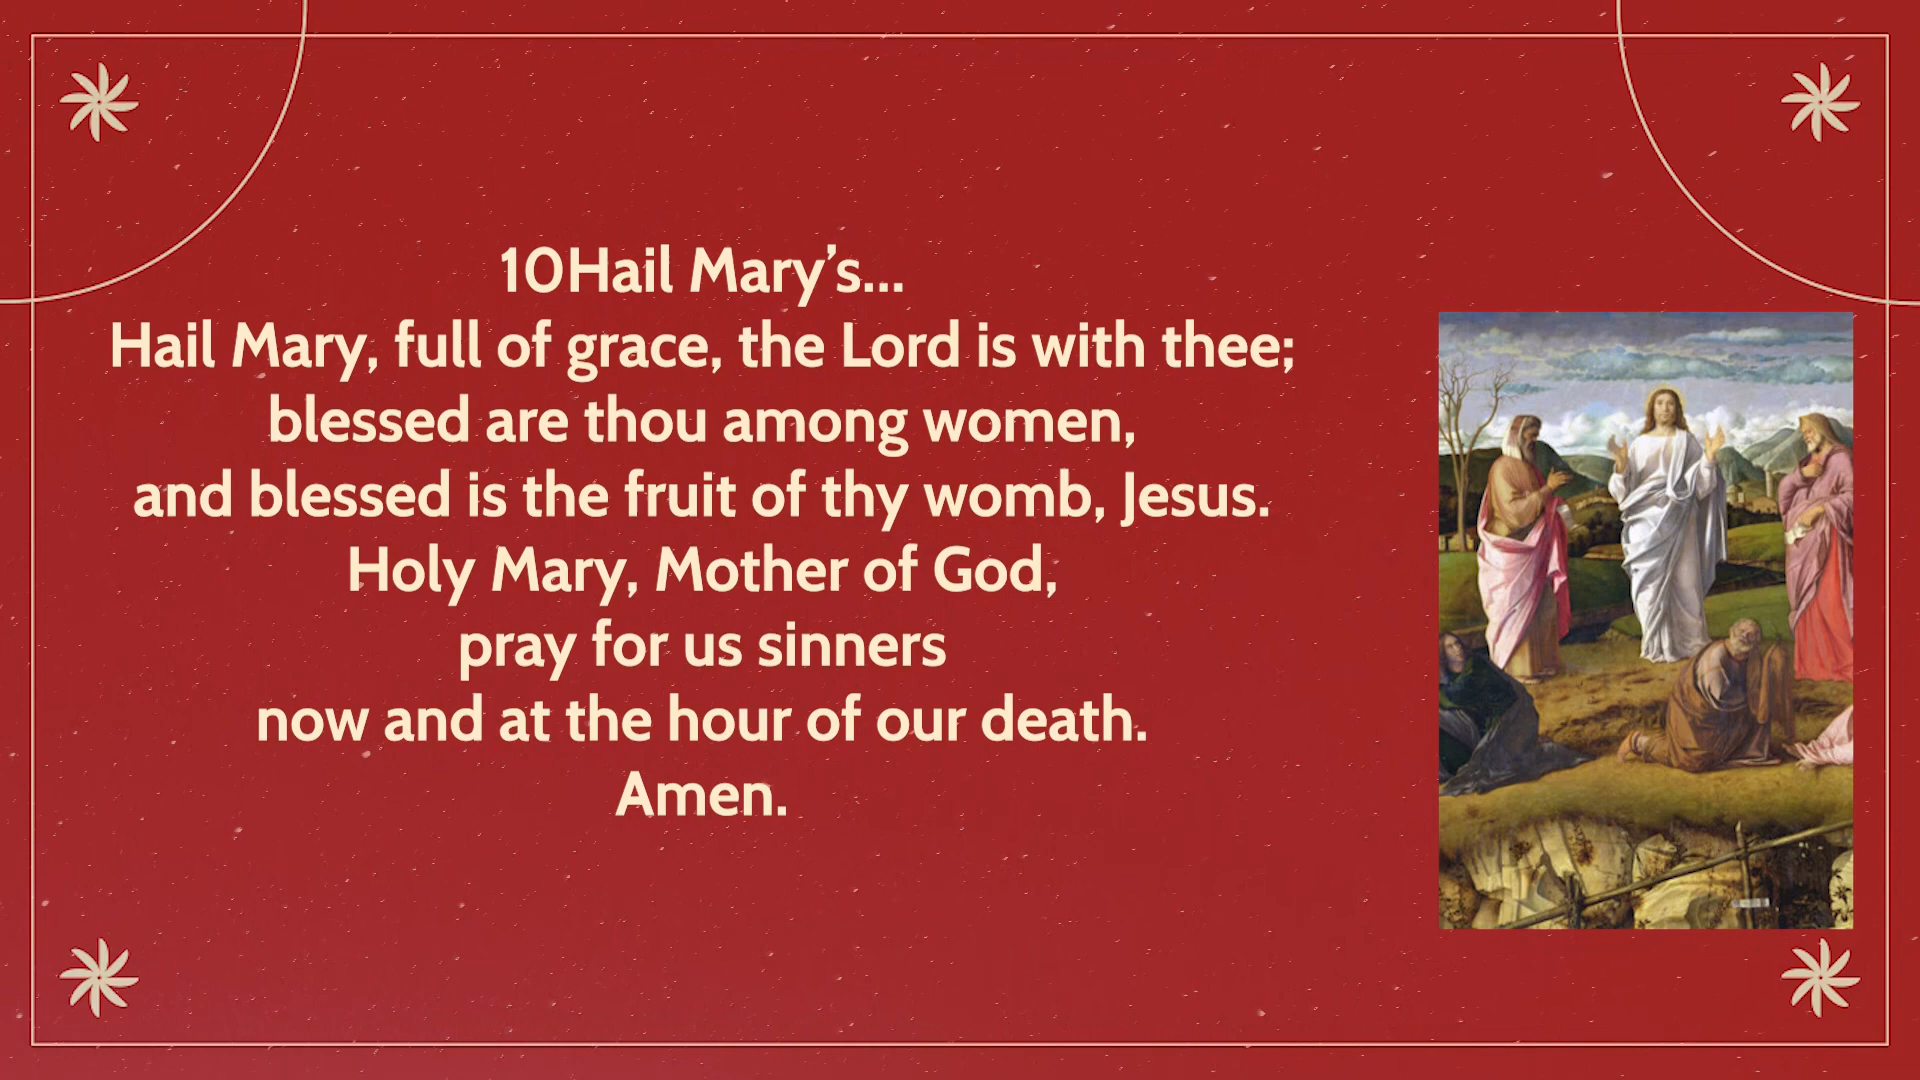 10Hail Mary’s...
Hail Mary, full of grace, the Lord is with thee;
blessed are thou among women,
and blessed is the fruit of thy womb, Jesus.
Holy Mary, Mother of God,
pray for us sinners
now and at the hour of our death.
Amen.